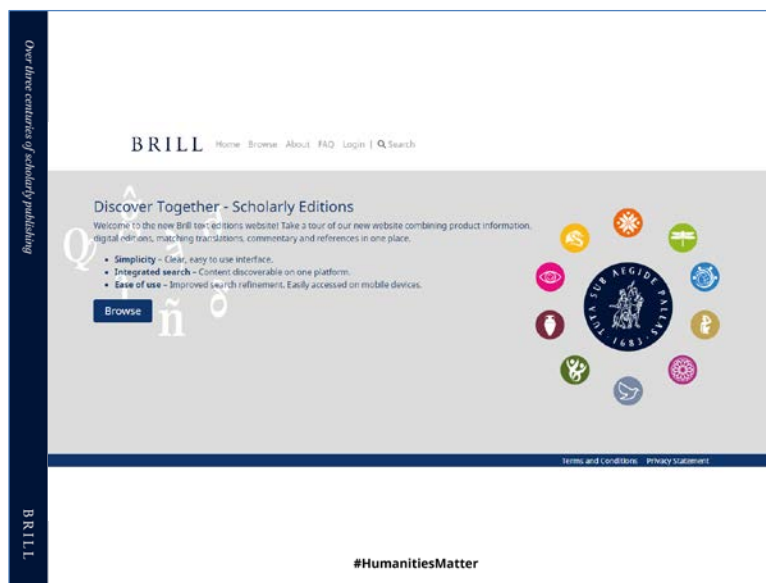 Over three centuries of scholarly publishing
BRILL
BRILL Home Browse About FAQ Login | Search
Discover Together - Scholarly Editions
Welcome to the new Brill text editions website! Take a tour of our new website combining product information,
digital editions, matching translations, commentary and references in one place.
• Simplicity – Clear, easy to use interface.
• Integrated search – Content discoverable on one platform.
• Ease of use – Improved search refinement. Easily accessed on mobile devices.
Browse
Q
ñ
TUTA SUB AEGIDE PALLAS · 1683 ·
Terms and Conditions Privacy Statement
#HumanitiesMatter